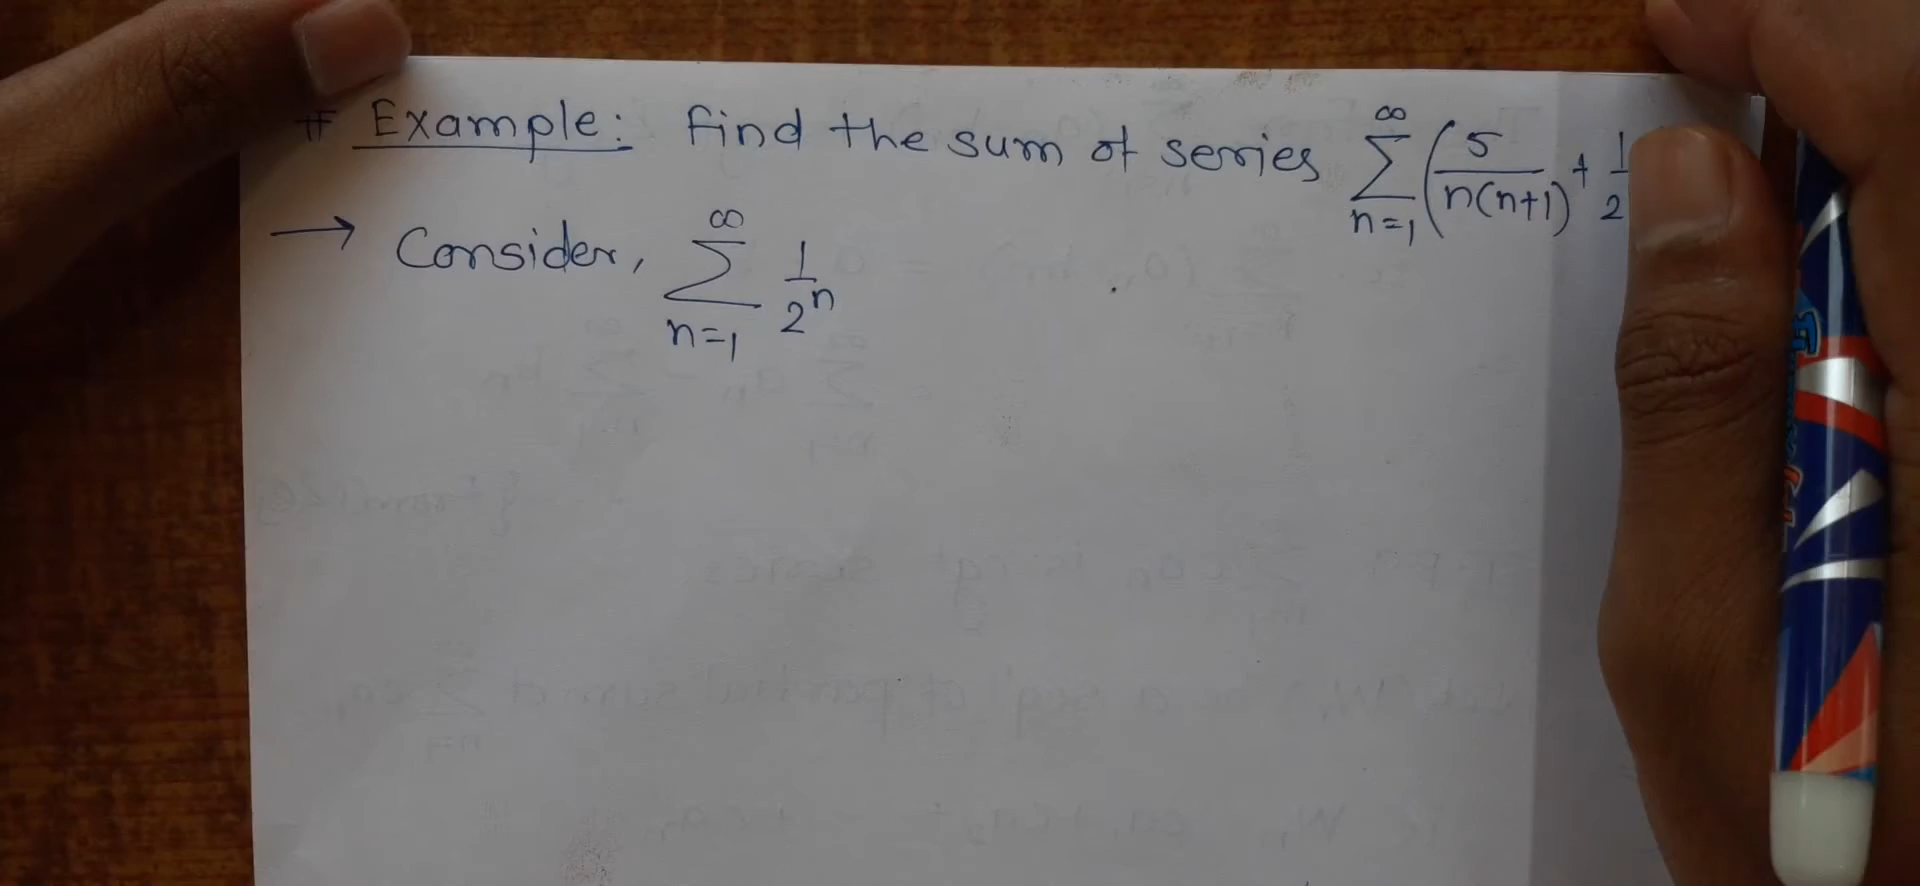 # Example: find the sum of series ∞ Σ n=1 (5/n(n+1) + 1/2
→ Consider, ∞ Σ n=1 1/2^n